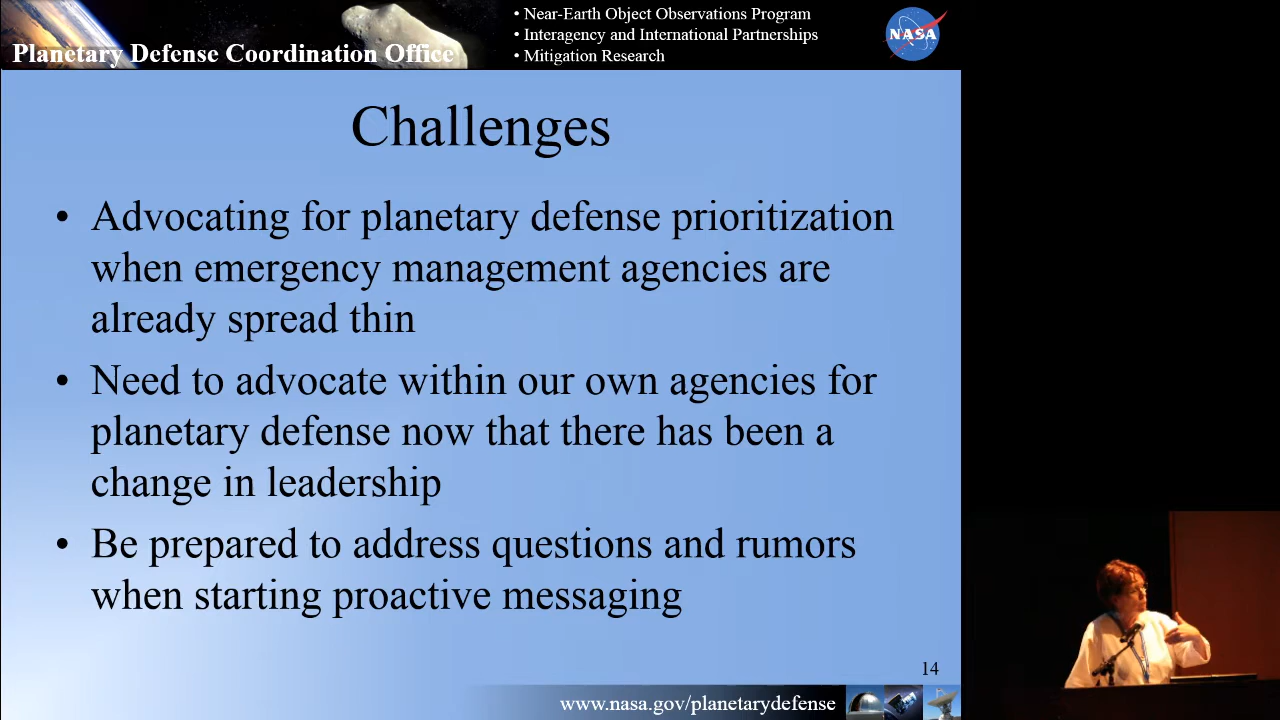 • Near-Earth Object Observations Program
• Interagency and International Partnerships
• Mitigation Research
Planetary Defense Coordination Office
NASA
Challenges
• Advocating for planetary defense prioritization
when emergency management agencies are
already spread thin
• Need to advocate within our own agencies for
planetary defense now that there has been a
change in leadership
• Be prepared to address questions and rumors
when starting proactive messaging
14
www.nasa.gov/planetarydefense